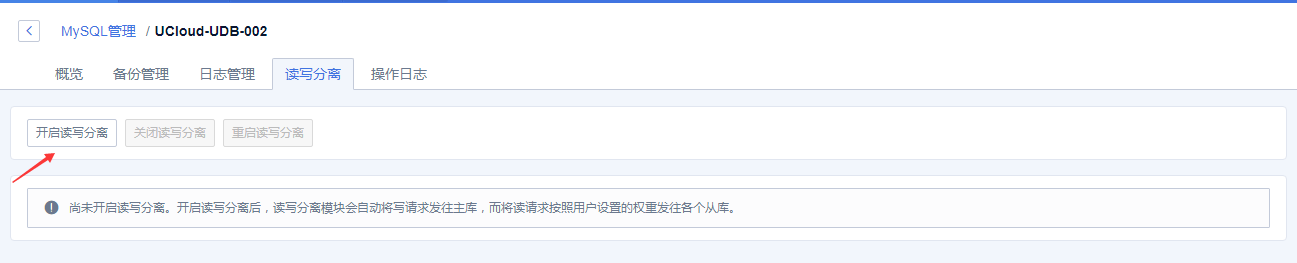 MySQL管理 / UCloud-UDB-002
概览 备份管理 日志管理 读写分离 操作日志
开启读写分离 关闭读写分离 重启读写分离
尚未开启读写分离。开启读写分离后，读写分离模块会自动将写请求发往主库，而将读请求按照用户设置的权重发往各个从库。